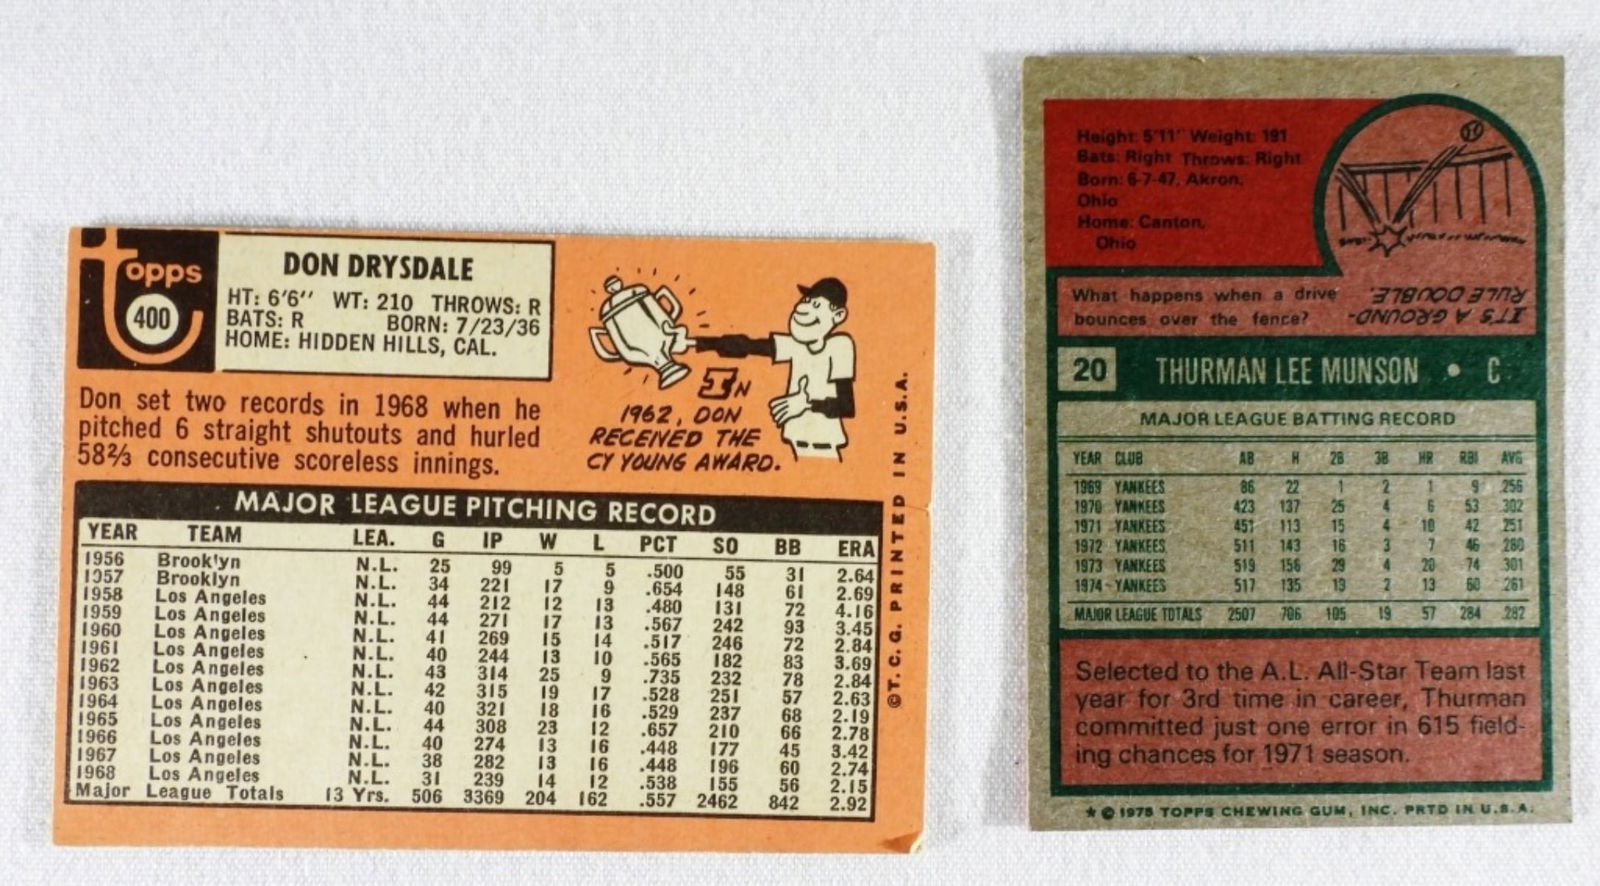 topps
400
DON DRYSDALE
HT: 6'6" WT: 210 THROWS: R
BATS: R BORN: 7/23/36
HOME: HIDDEN HILLS, CAL.
Don set two records in 1968 when he
pitched 6 straight shutouts and hurled
58⅔ consecutive scoreless innings.
IN
1962, DON
RECEIVED THE
CY YOUNG AWARD.
MAJOR LEAGUE PITCHING RECORD
YEAR TEAM LEA. G IP W L PCT SO BB ERA
1956 Brooklyn N.L. 25 99 5 5 .500 55 31 2.64
1957 Brooklyn N.L. 34 221 17 9 .654 148 61 2.69
1958 Los Angeles N.L. 44 212 12 13 .480 131 72 4.16
1959 Los Angeles N.L. 44 271 17 13 .567 242 93 3.45
1960 Los Angeles N.L. 41 269 15 14 .517 246 72 2.84
1961 Los Angeles N.L. 40 244 13 10 .565 182 83 3.69
1962 Los Angeles N.L. 43 314 25 9 .735 232 78 2.84
1963 Los Angeles N.L. 42 315 19 17 .528 251 57 2.63
1964 Los Angeles N.L. 40 321 18 16 .529 237 68 2.19
1965 Los Angeles N.L. 44 308 23 12 .657 210 66 2.78
1966 Los Angeles N.L. 40 274 13 16 .448 177 45 3.42
1967 Los Angeles N.L. 38 282 13 16 .448 196 60 2.74
1968 Los Angeles N.L. 31 239 14 12 .538 155 56 2.15
Major League Totals 13 Yrs. 506 3369 204 162 .557 2462 842 2.92
©T.C.G. PRINTED IN U.S.A.
Height: 5'11" Weight: 191
Bats: Right Throws: Right
Born: 6-7-47, Akron,
Ohio
Home: Canton,
Ohio
What happens when a drive
bounces over the fence?
IT'S A GROUND-
RULE DOUBLE.
20 THURMAN LEE MUNSON • C
MAJOR LEAGUE BATTING RECORD
YEAR CLUB AB H 2B 3B HR RBI AVG
1969 YANKEES 86 22 1 2 1 9 .256
1970 YANKEES 423 137 25 4 6 53 .302
1971 YANKEES 451 113 15 4 10 42 .251
1972 YANKEES 511 143 16 3 7 46 .280
1973 YANKEES 519 156 29 4 20 74 .301
1974 YANKEES 517 135 19 2 13 60 .261
MAJOR LEAGUE TOTALS 2507 706 105 19 57 284 .282
Selected to the A.L. All-Star Team last
year for 3rd time in career, Thurman
committed just one error in 615 field-
ing chances for 1971 season.
* © 1975 TOPPS CHEWING GUM, INC. PRTD IN U.S.A.